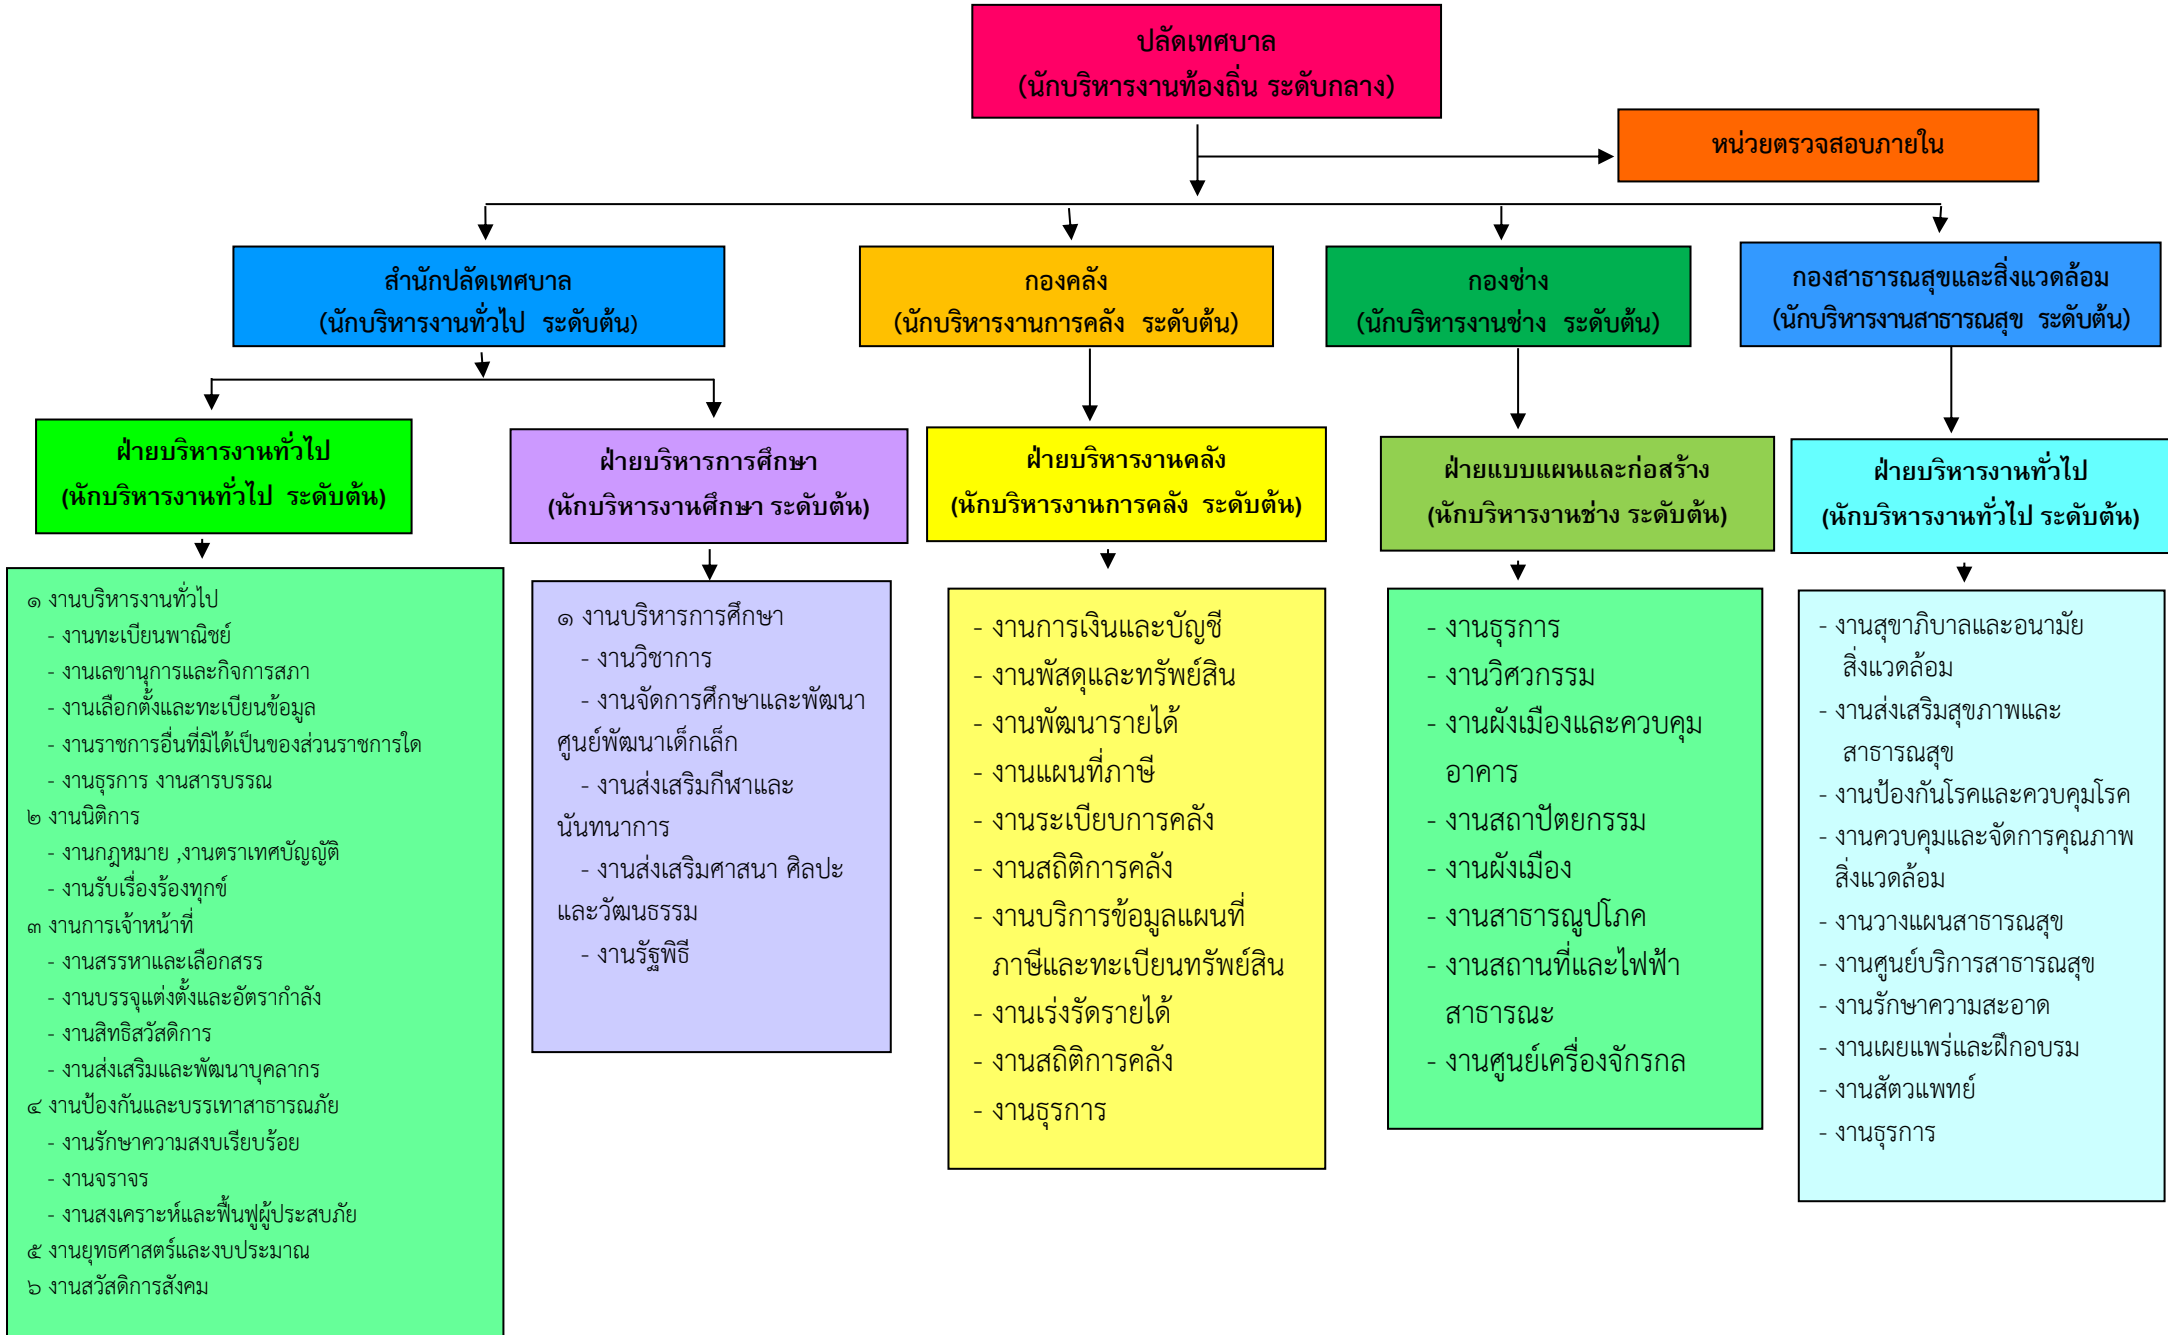 ปลัดเทศบาล
(นักบริหารงานท้องถิ่น ระดับกลาง)
หน่วยตรวจสอบภายใน
สำนักปลัดเทศบาล
(นักบริหารงานทั่วไป ระดับต้น)
กองคลัง
(นักบริหารงานการคลัง ระดับต้น)
กองช่าง
(นักบริหารงานช่าง ระดับต้น)
กองสาธารณสุขและสิ่งแวดล้อม
(นักบริหารงานสาธารณสุข ระดับต้น)
ฝ่ายบริหารงานทั่วไป
(นักบริหารงานทั่วไป ระดับต้น)
ฝ่ายบริหารการศึกษา
(นักบริหารงานศึกษา ระดับต้น)
ฝ่ายบริหารงานคลัง
(นักบริหารงานการคลัง ระดับต้น)
ฝ่ายแบบแผนและก่อสร้าง
(นักบริหารงานช่าง ระดับต้น)
ฝ่ายบริหารงานทั่วไป
(นักบริหารงานทั่วไป ระดับต้น)
๑ งานบริหารงานทั่วไป
- งานทะเบียนพาณิชย์
- งานเลขานุการและกิจการสภา
- งานเลือกตั้งและทะเบียนข้อมูล
- งานราชการอื่นที่มิได้เป็นของส่วนราชการใด
- งานธุรการ งานสารบรรณ
๒ งานนิติการ
- งานกฎหมาย ,งานตราเทศบัญญัติ
- งานรับเรื่องร้องทุกข์
๓ งานการเจ้าหน้าที่
- งานสรรหาและเลือกสรร
- งานบรรจุแต่งตั้งและอัตรากำลัง
- งานสิทธิสวัสดิการ
- งานส่งเสริมและพัฒนาบุคลากร
๔ งานป้องกันและบรรเทาสาธารณภัย
- งานรักษาความสงบเรียบร้อย
- งานจราจร
- งานสงเคราะห์และฟื้นฟูผู้ประสบภัย
๕ งานยุทธศาสตร์และงบประมาณ
๖ งานสวัสดิการสังคม
๑ งานบริหารการศึกษา
- งานวิชาการ
- งานจัดการศึกษาและพัฒนา
ศูนย์พัฒนาเด็กเล็ก
- งานส่งเสริมกีฬาและ
นันทนาการ
- งานส่งเสริมศาสนา ศิลปะ
และวัฒนธรรม
- งานรัฐพิธี
- งานการเงินและบัญชี
- งานพัสดุและทรัพย์สิน
- งานพัฒนารายได้
- งานแผนที่ภาษี
- งานระเบียบการคลัง
- งานสถิติการคลัง
- งานบริการข้อมูลแผนที่
ภาษีและทะเบียนทรัพย์สิน
- งานเร่งรัดรายได้
- งานสถิติการคลัง
- งานธุรการ
- งานธุรการ
- งานวิศวกรรม
- งานผังเมืองและควบคุม
อาคาร
- งานสถาปัตยกรรม
- งานผังเมือง
- งานสาธารณูปโภค
- งานสถานที่และไฟฟ้า
สาธารณะ
- งานศูนย์เครื่องจักรกล
- งานสุขาภิบาลและอนามัย
สิ่งแวดล้อม
- งานส่งเสริมสุขภาพและ
สาธารณสุข
- งานป้องกันโรคและควบคุมโรค
- งานควบคุมและจัดการคุณภาพ
สิ่งแวดล้อม
- งานวางแผนสาธารณสุข
- งานศูนย์บริการสาธารณสุข
- งานรักษาความสะอาด
- งานเผยแพร่และฝึกอบรม
- งานสัตวแพทย์
- งานธุรการ